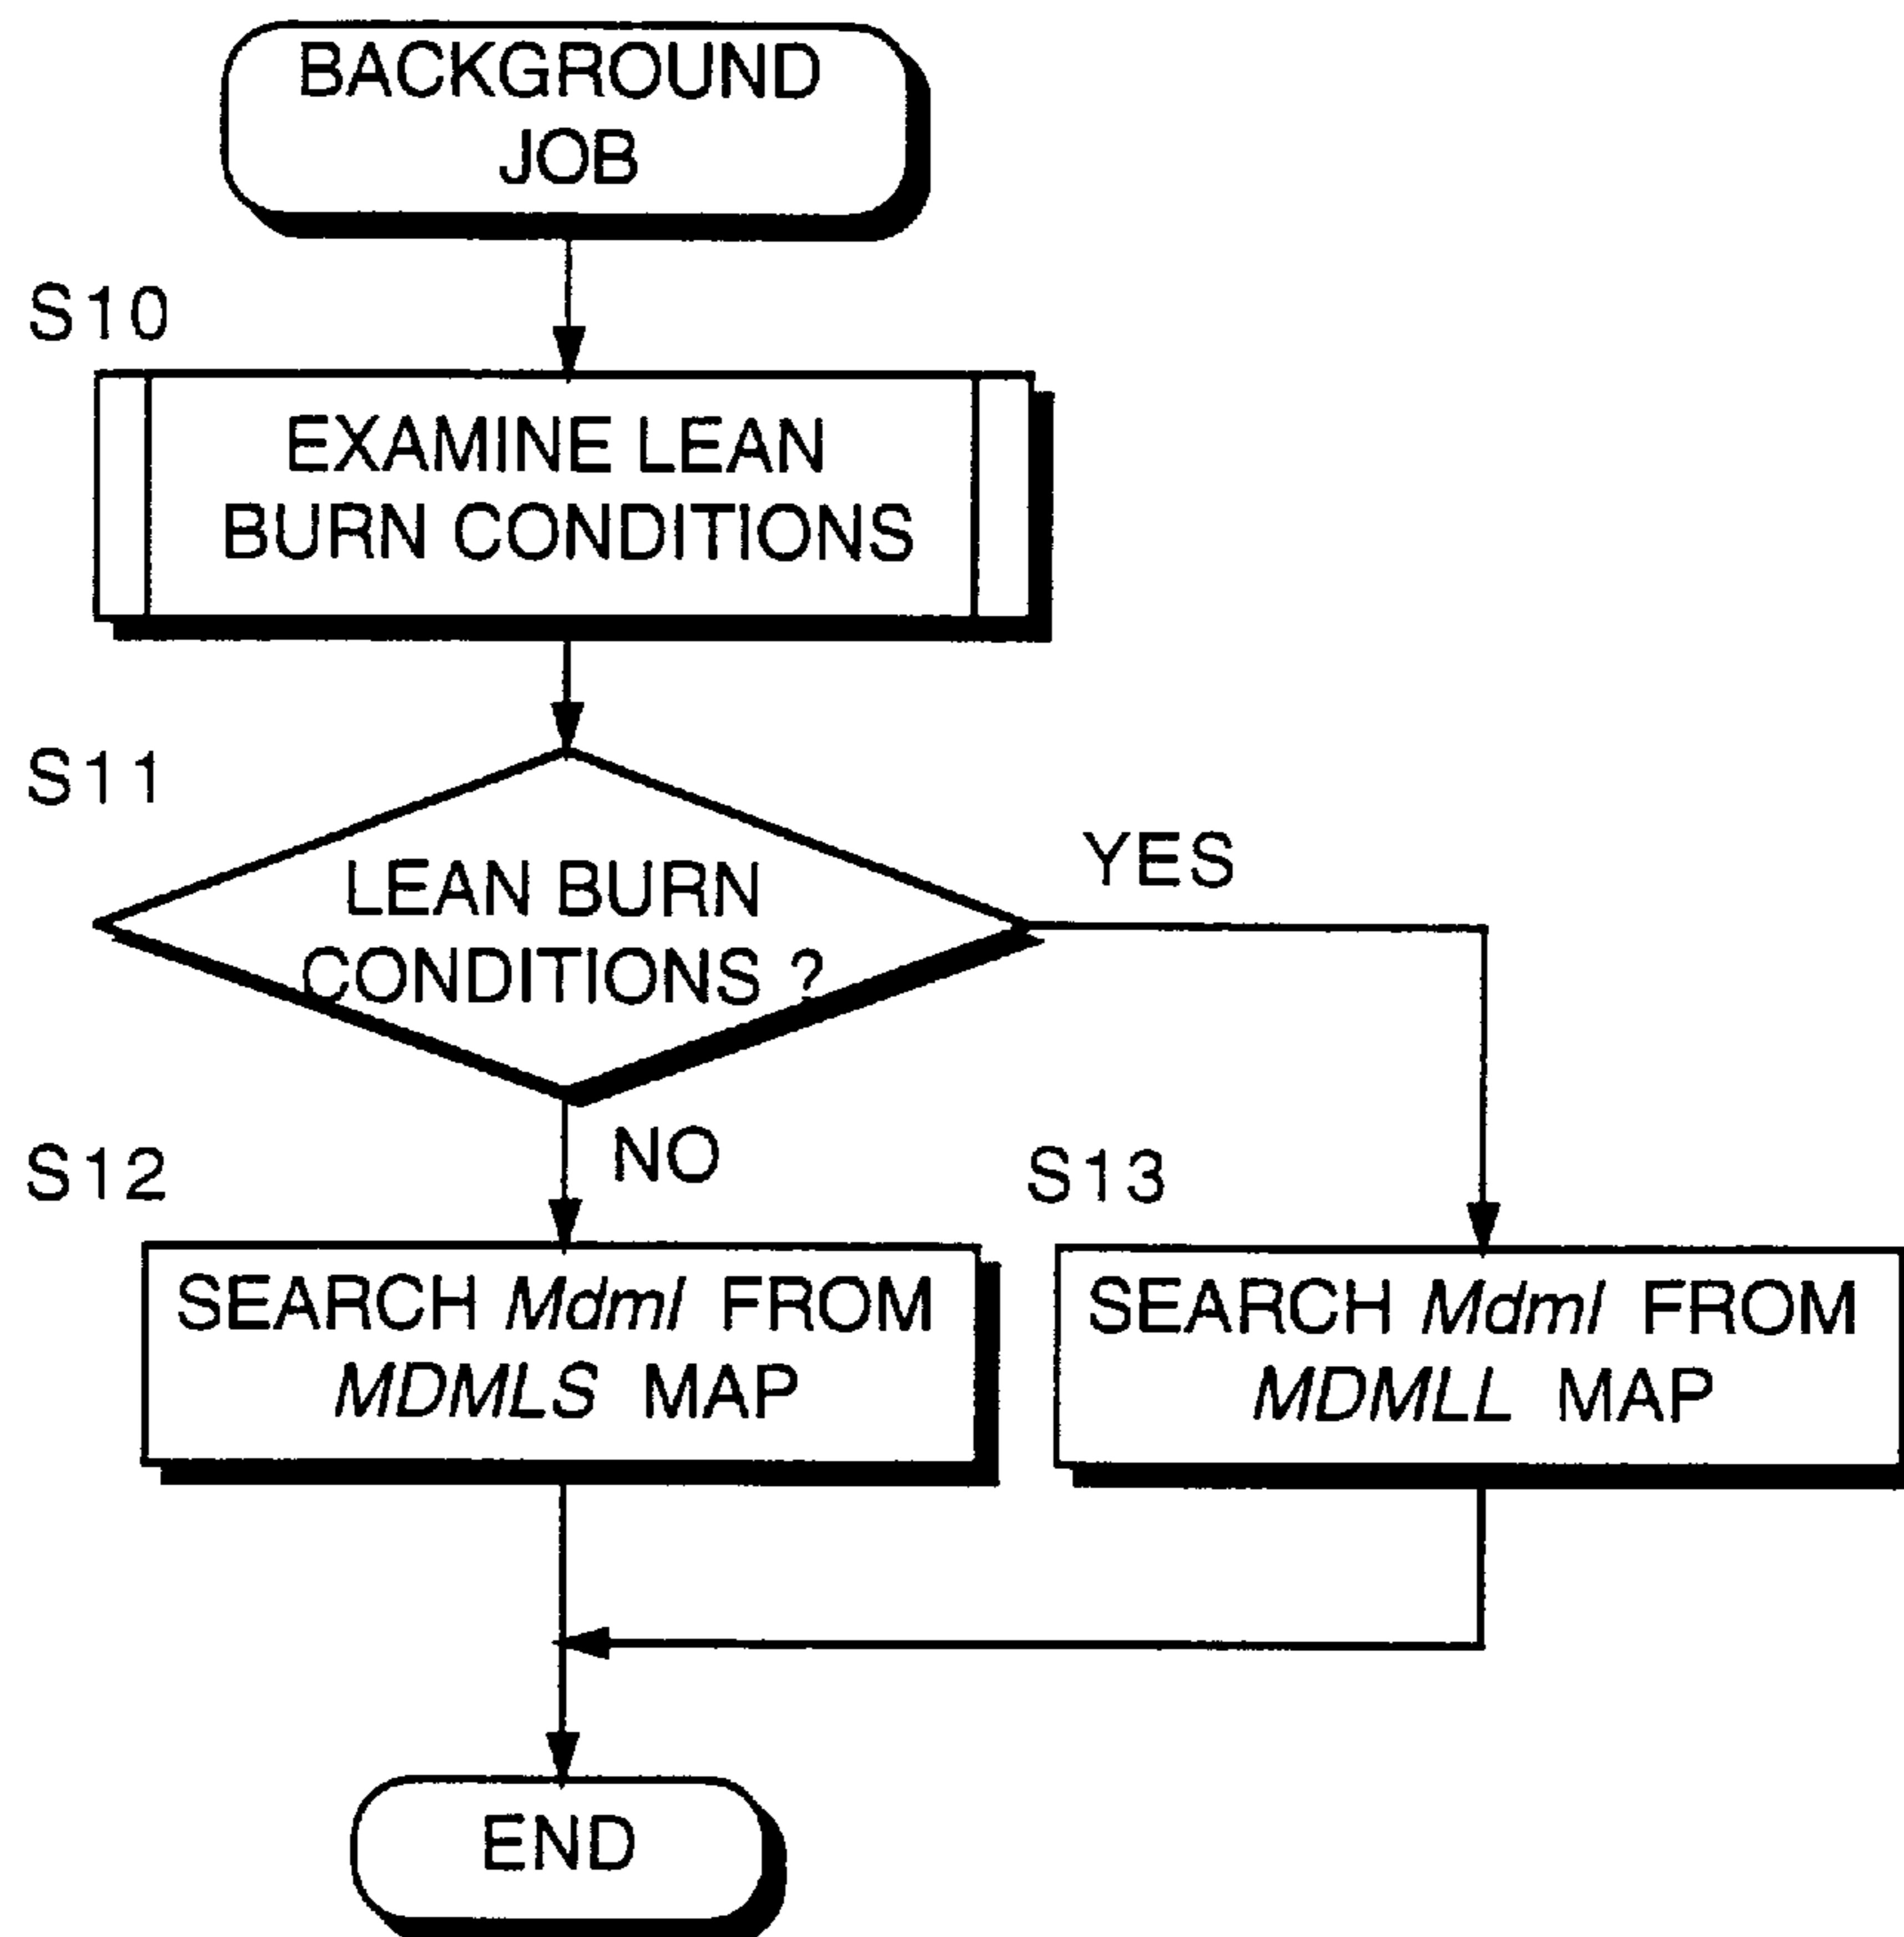 BACKGROUND
JOB
S10
EXAMINE LEAN
BURN CONDITIONS
S11
LEAN BURN
CONDITIONS ?
YES
NO
S12
SEARCH Mdml FROM
MDMLS MAP
S13
SEARCH Mdml FROM
MDMLL MAP
END